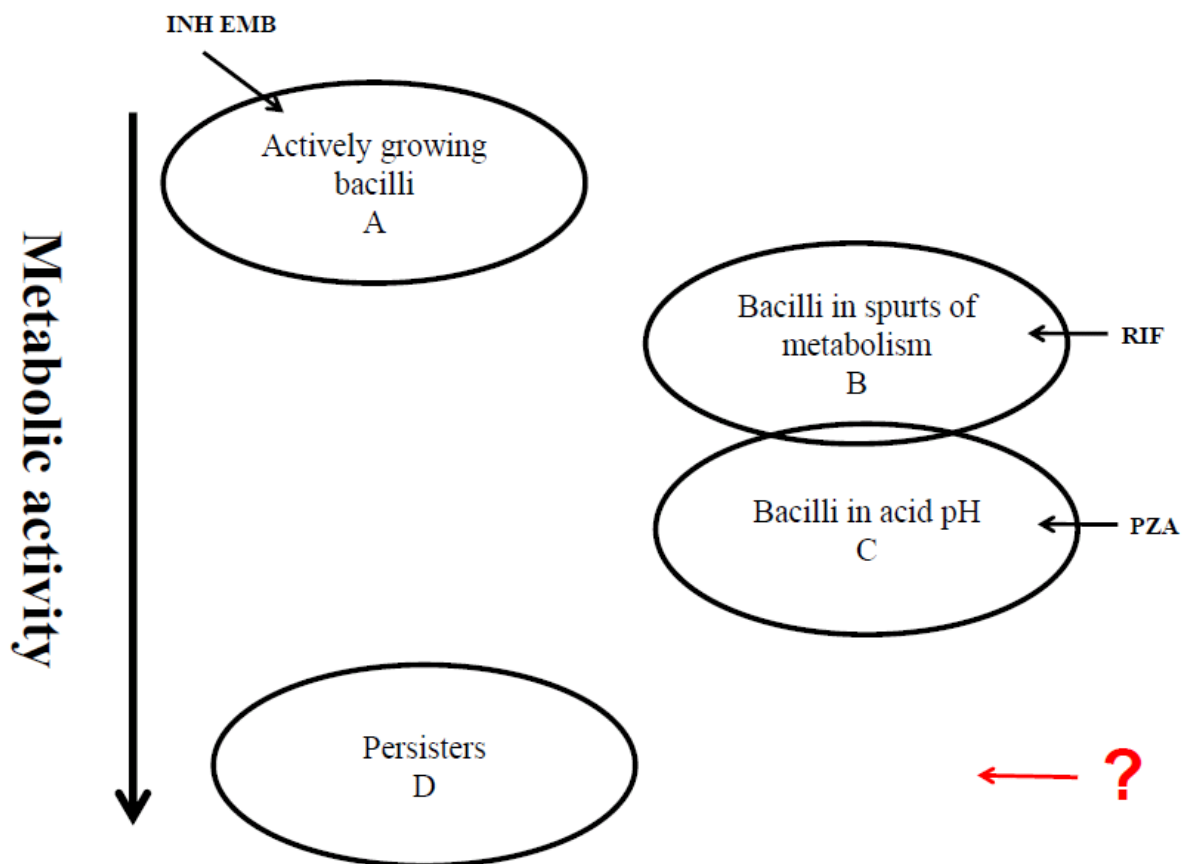 INH EMB
Actively growing
bacilli
A
Metabolic activity
Bacilli in spurts of
metabolism
B
RIF
Bacilli in acid pH
C
PZA
Persisters
D
?